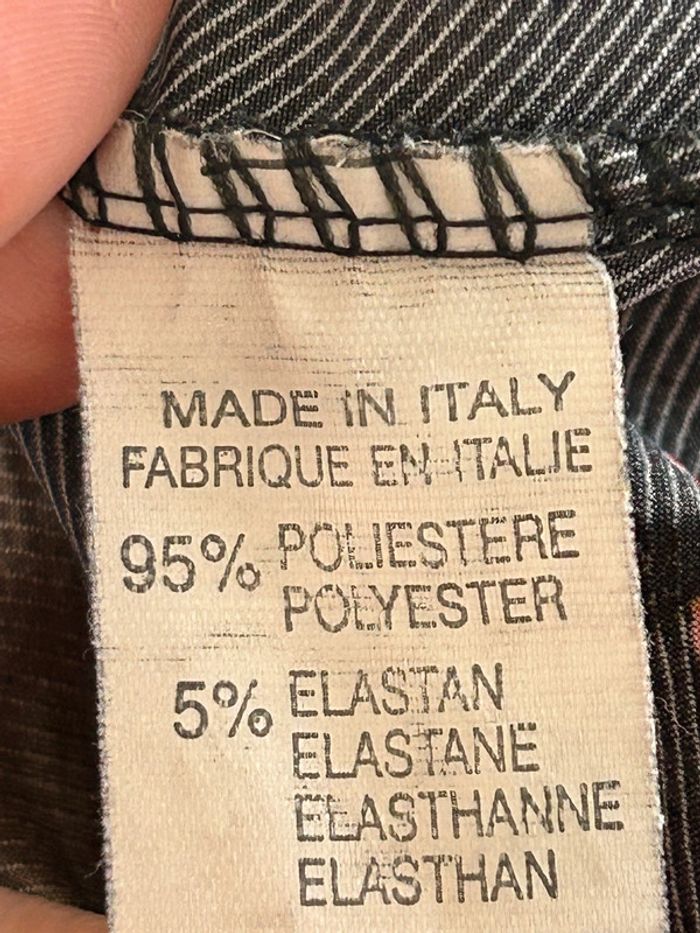 MADE IN ITALY
FABRIQUE EN ITALIE
95% POLIESTERE
POLYESTER
5% ELASTAN
ELASTANE
ELASTHANNE
ELASTHAN